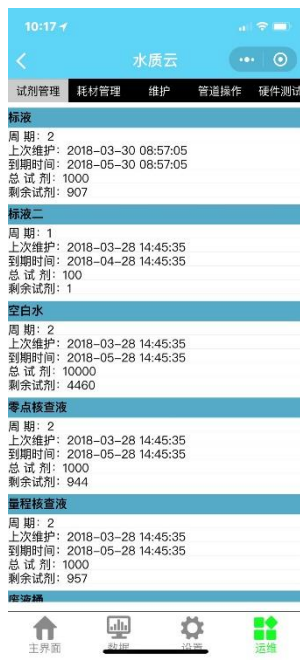 10:17
水质云
试剂管理 耗材管理 维护 管道操作 硬件测试
标液
周 期：2
上次维护：2018-03-30 08:57:05
到期时间：2018-05-30 08:57:05
总 试 剂：1000
剩余试剂：907
标液二
周 期：1
上次维护：2018-03-28 14:45:35
到期时间：2018-04-28 14:45:35
总 试 剂：100
剩余试剂：1
空白水
周 期：2
上次维护：2018-03-28 14:45:35
到期时间：2018-05-28 14:45:35
总 试 剂：10000
剩余试剂：4460
零点核查液
周 期：2
上次维护：2018-03-28 14:45:35
到期时间：2018-05-28 14:45:35
总 试 剂：1000
剩余试剂：944
量程核查液
周 期：2
上次维护：2018-03-28 14:45:35
到期时间：2018-05-28 14:45:35
总 试 剂：1000
剩余试剂：957
废液桶
主界面 数据 设置 运维